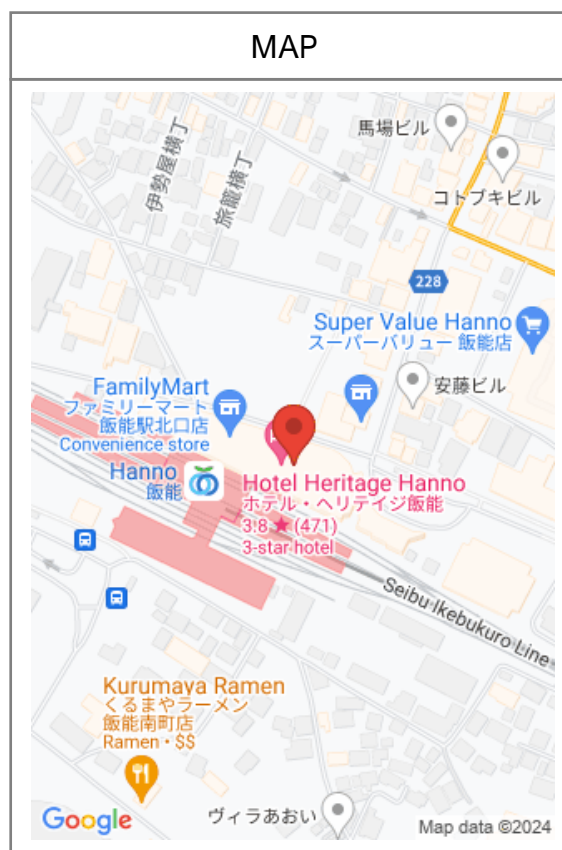 MAP
馬場ビル
コトブキビル
伊勢屋横丁
旅籠横丁
228
Super Value Hanno
スーパーバリュー 飯能店
安藤ビル
FamilyMart
ファミリーマート
飯能駅北口店
Convenience store
Hanno
飯能
Hotel Heritage Hanno
ホテル・ヘリテイジ飯能
3.8 ★ (471)
3-star hotel
Seibu Ikebukuro Line
Kurumaya Ramen
くるまやラーメン
飯能南町店
Ramen • $$
ヴィラあおい
Google
Map data ©2024